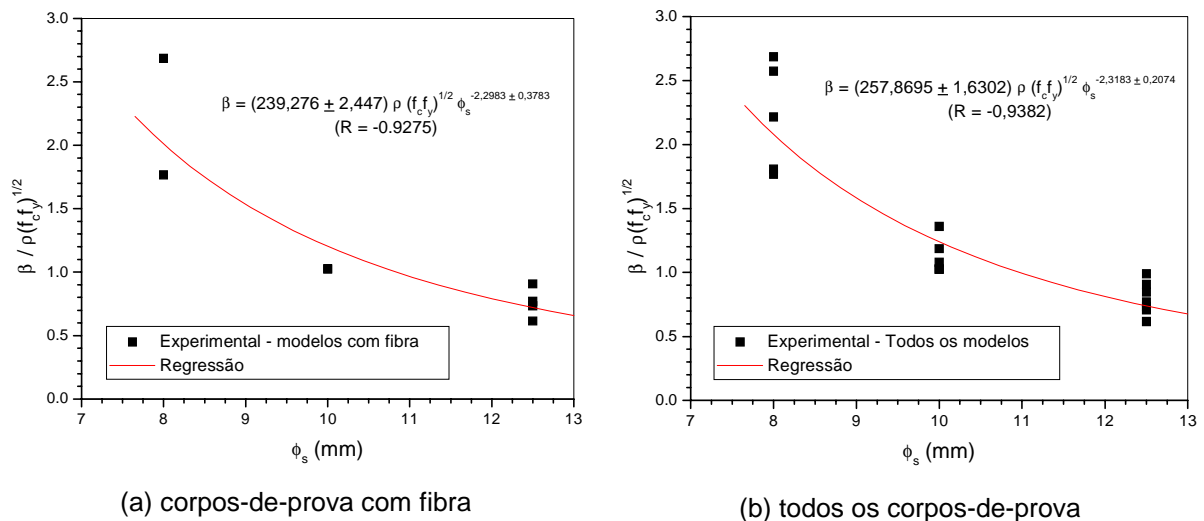 3.0
2.5
2.0
1.5
1.0
0.5
0.0
7 8 9 10 11 12 13
β / ρ(f_c f_y)^1/2
ϕ_s (mm)
β = (239,276 ± 2,447) ρ (f_c f_y)^1/2 ϕ_s^-2,2983 ± 0,3783
(R = -0.9275)
Experimental - modelos com fibra
Regressão
(a) corpos-de-prova com fibra
3.0
2.5
2.0
1.5
1.0
0.5
0.0
7 8 9 10 11 12 13
β / ρ(f_c f_y)^1/2
ϕ_s (mm)
β = (257,8695 ± 1,6302) ρ (f_c f_y)^1/2 ϕ_s^-2,3183 ± 0,2074
(R = -0,9382)
Experimental - Todos os modelos
Regressão
(b) todos os corpos-de-prova